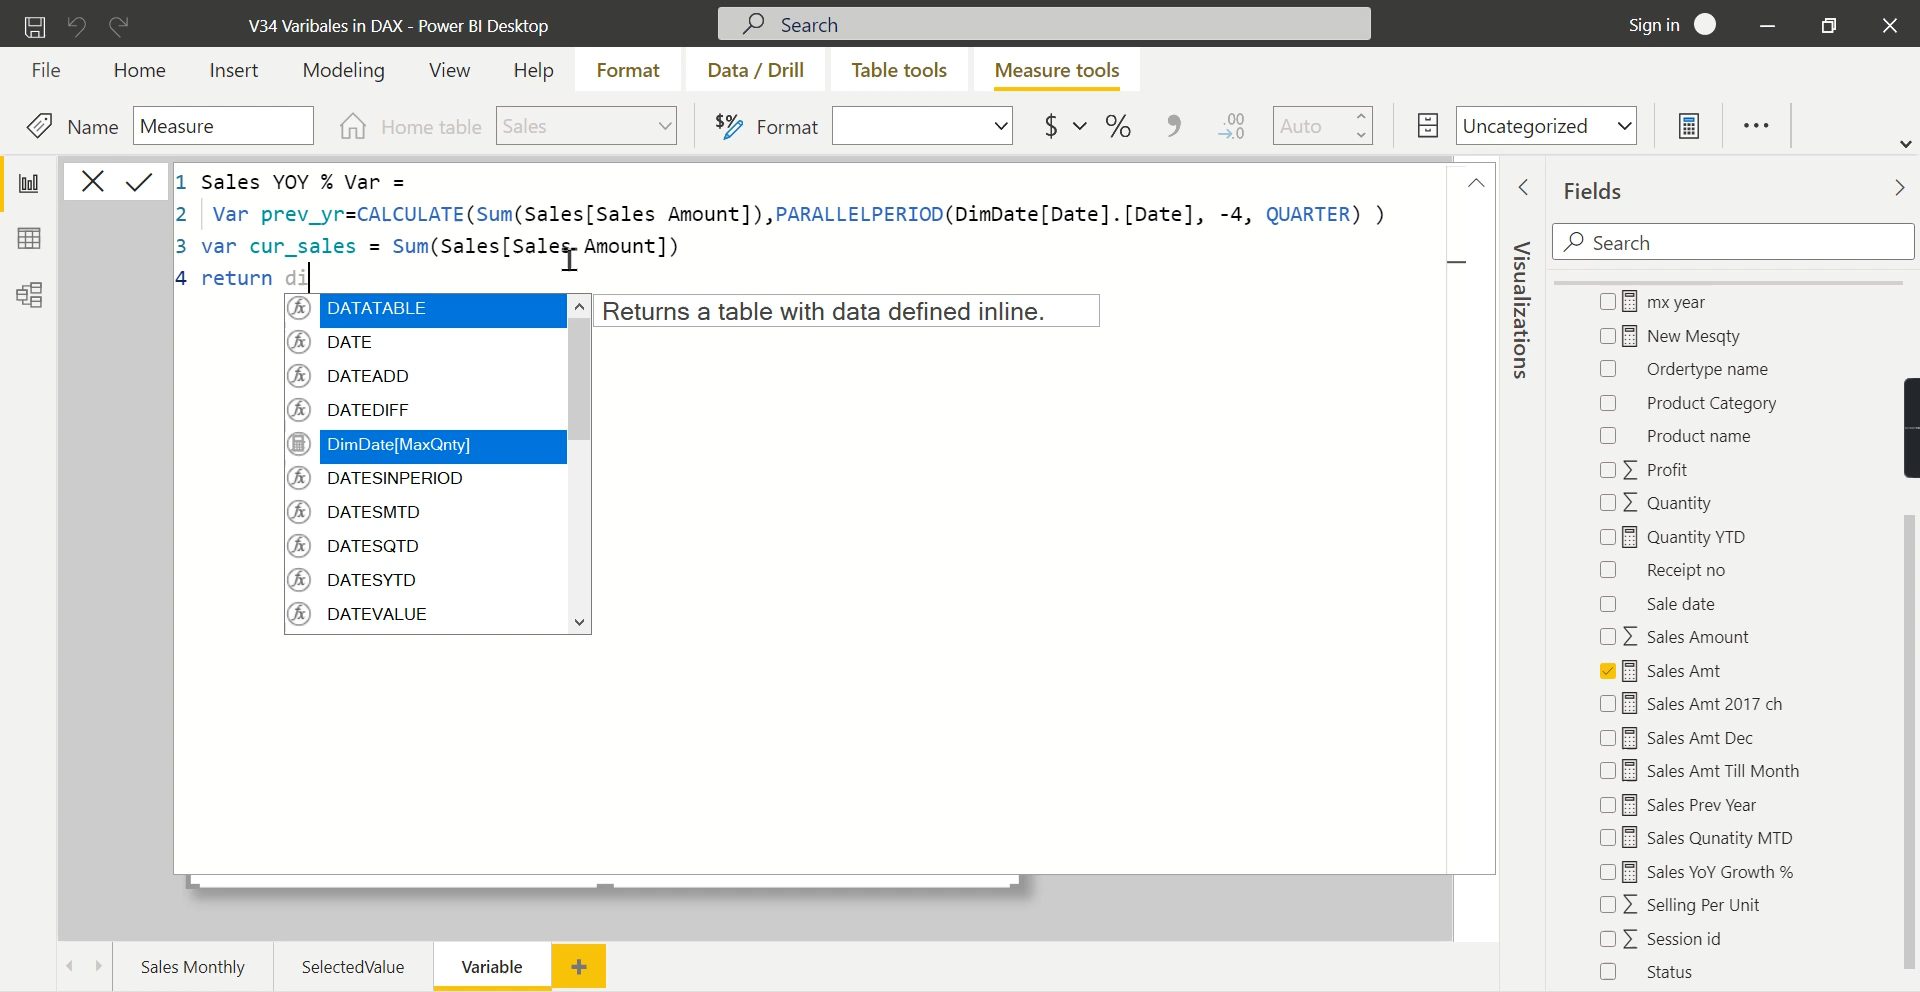 V34 Varibales in DAX - Power BI Desktop
Search
Sign in
File
Home
Insert
Modeling
View
Help
Format
Data / Drill
Table tools
Measure tools
Name
Measure
Home table
Sales
$%
Format
$
%
,
.00
→0
Auto
Uncategorized
...
1 Sales YOY % Var =
2 Var prev_yr=CALCULATE(Sum(Sales[Sales Amount]),PARALLELPERIOD(DimDate[Date].[Date], -4, QUARTER) )
3 var cur_sales = Sum(Sales[Sales Amount])
4 return di
DATATABLE
Returns a table with data defined inline.
DATE
DATEADD
DATEDIFF
DimDate[MaxQnty]
DATESINPERIOD
DATESMTD
DATESQTD
DATESYTD
DATEVALUE
Visualizations
Fields
Search
mx year
New Mesqty
Ordertype name
Product Category
Product name
Profit
Quantity
Quantity YTD
Receipt no
Sale date
Sales Amount
Sales Amt
Sales Amt 2017 ch
Sales Amt Dec
Sales Amt Till Month
Sales Prev Year
Sales Qunatity MTD
Sales YoY Growth %
Selling Per Unit
Session id
Status
Sales Monthly
SelectedValue
Variable
+